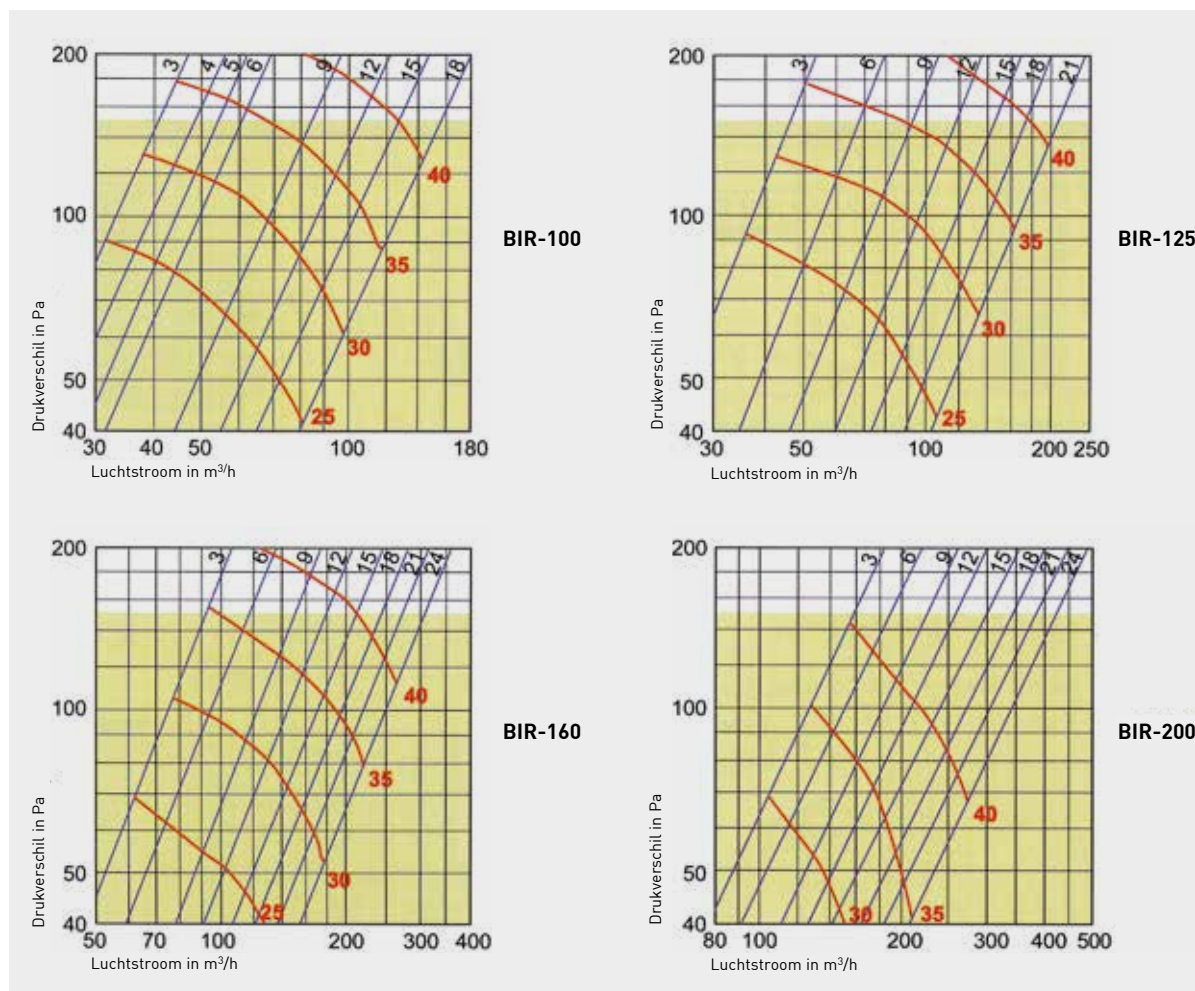 200
3 4 5 6 9 12 15 18
40
100
BIR-100
35
30
50
25
40
30 40 50 100 180
Drukverschil in Pa
Luchtstroom in m³/h
200
3 6 9 12 15 18 21
40
100
BIR-125
35
30
50
25
40
30 50 100 200 250
Drukverschil in Pa
Luchtstroom in m³/h
200
3 6 9 12 15 18 21 24
40
100
BIR-160
35
50
30
25
40
50 70 100 200 300 400
Drukverschil in Pa
Luchtstroom in m³/h
200
3 6 9 12 15 18 21 24
100
BIR-200
40
50
30 35
40
80 100 200 300 400 500
Drukverschil in Pa
Luchtstroom in m³/h